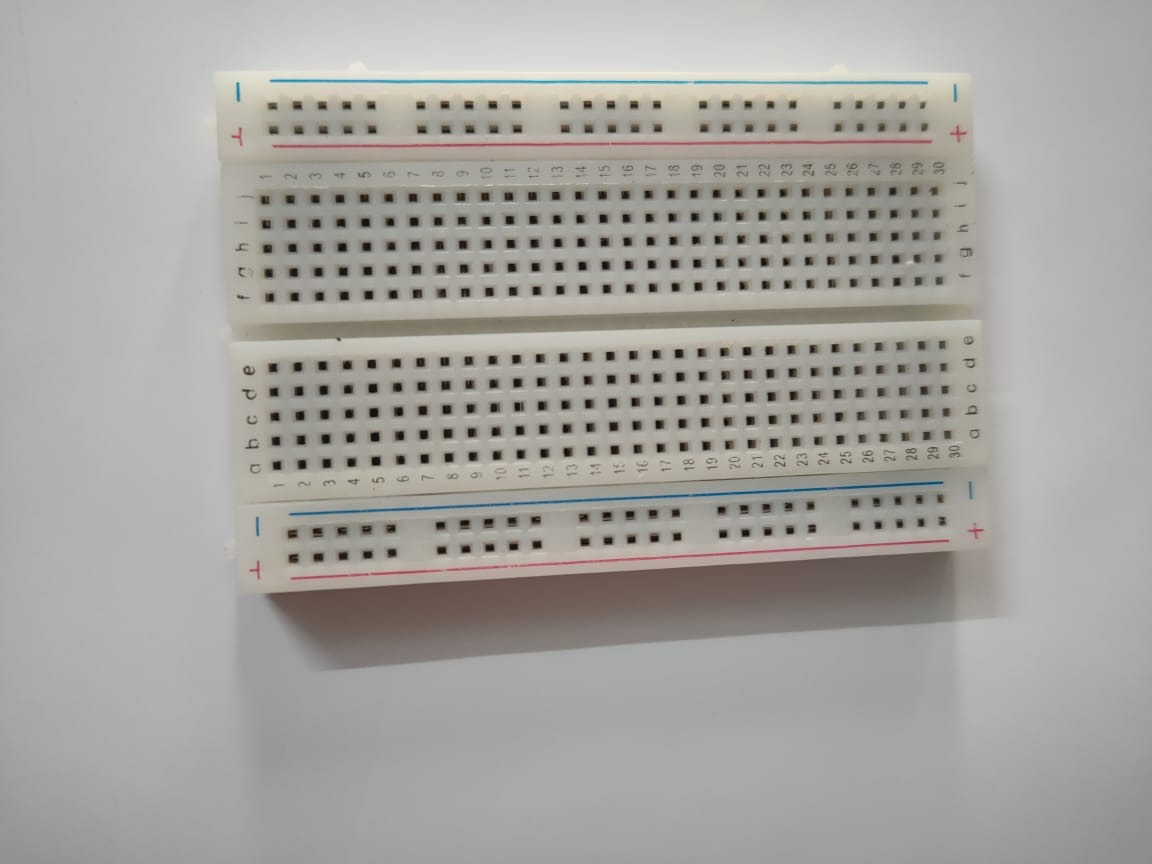 − −
+ +
1 2 3 4 5 6 7 8 9 10 11 12 13 14 15 16 17 18 19 20 21 22 23 24 25 26 27 28 29 30
j j
i i
h h
g g
f f
e e
d d
c c
b b
a a
1 2 3 4 5 6 7 8 9 10 11 12 13 14 15 16 17 18 19 20 21 22 23 24 25 26 27 28 29 30
− −
+ +